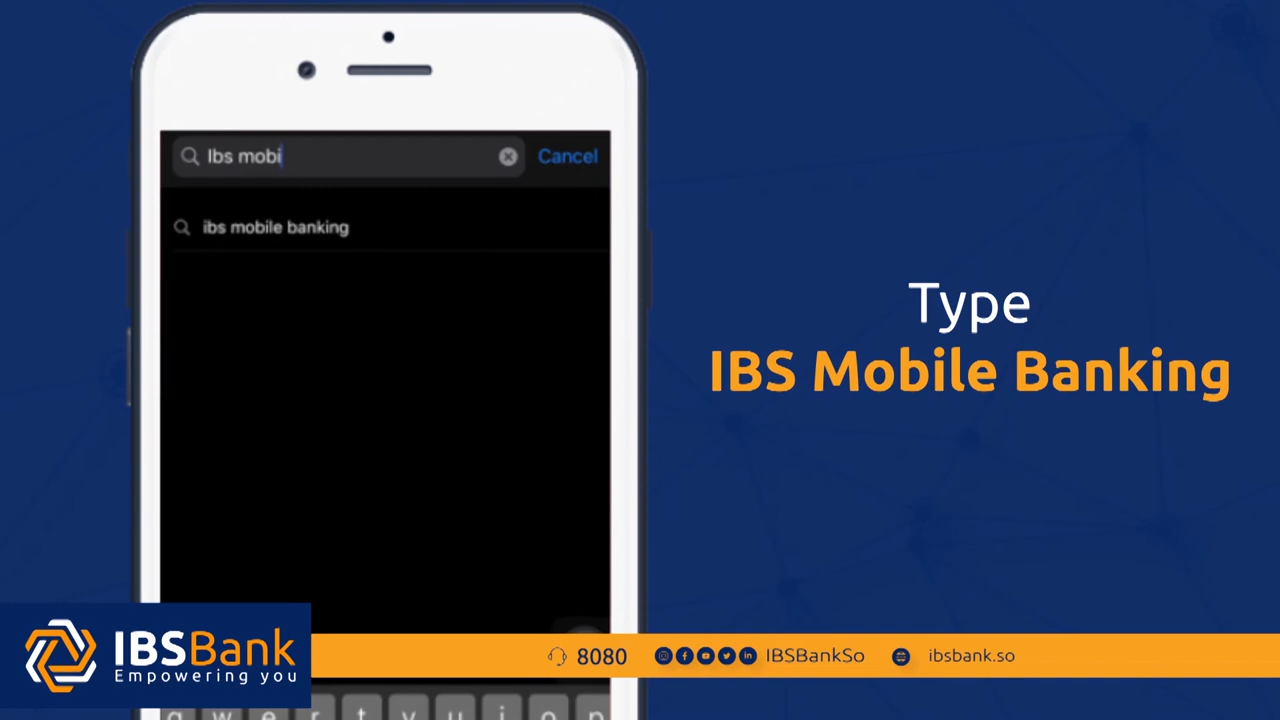 Ibs mobi
Cancel
ibs mobile banking
Type
IBS Mobile Banking
IBSBank
Empowering you
8080
IBSBankSo
ibsbank.so
q w e r t y u i o p